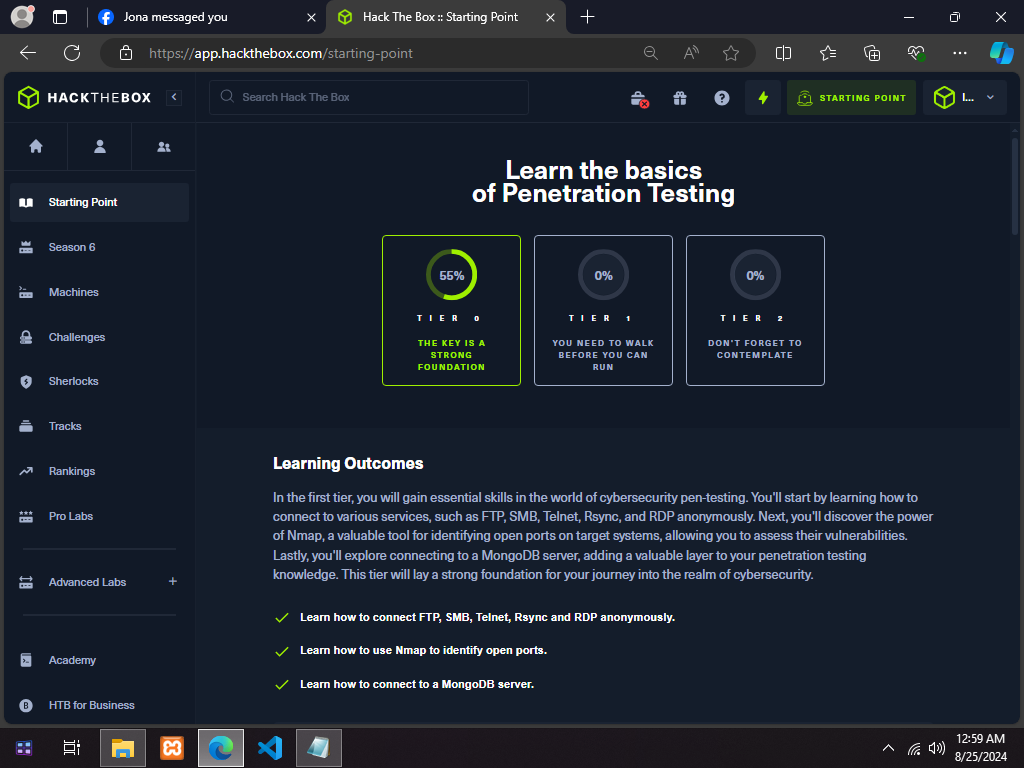 Jona messaged you
Hack The Box :: Starting Point
https://app.hackthebox.com/starting-point
HACKTHEBOX
Search Hack The Box
STARTING POINT
I...
Starting Point
Season 6
Machines
Challenges
Sherlocks
Tracks
Rankings
Pro Labs
Advanced Labs
Academy
HTB for Business
Learn the basics
of Penetration Testing
55%
TIER 0
THE KEY IS A
STRONG
FOUNDATION
0%
TIER 1
YOU NEED TO WALK
BEFORE YOU CAN
RUN
0%
TIER 2
DON'T FORGET TO
CONTEMPLATE
Learning Outcomes
In the first tier, you will gain essential skills in the world of cybersecurity pen-testing. You'll start by learning how to
connect to various services, such as FTP, SMB, Telnet, Rsync, and RDP anonymously. Next, you'll discover the power
of Nmap, a valuable tool for identifying open ports on target systems, allowing you to assess their vulnerabilities.
Lastly, you'll explore connecting to a MongoDB server, adding a valuable layer to your penetration testing
knowledge. This tier will lay a strong foundation for your journey into the realm of cybersecurity.
Learn how to connect FTP, SMB, Telnet, Rsync and RDP anonymously.
Learn how to use Nmap to identify open ports.
Learn how to connect to a MongoDB server.
12:59 AM
8/25/2024